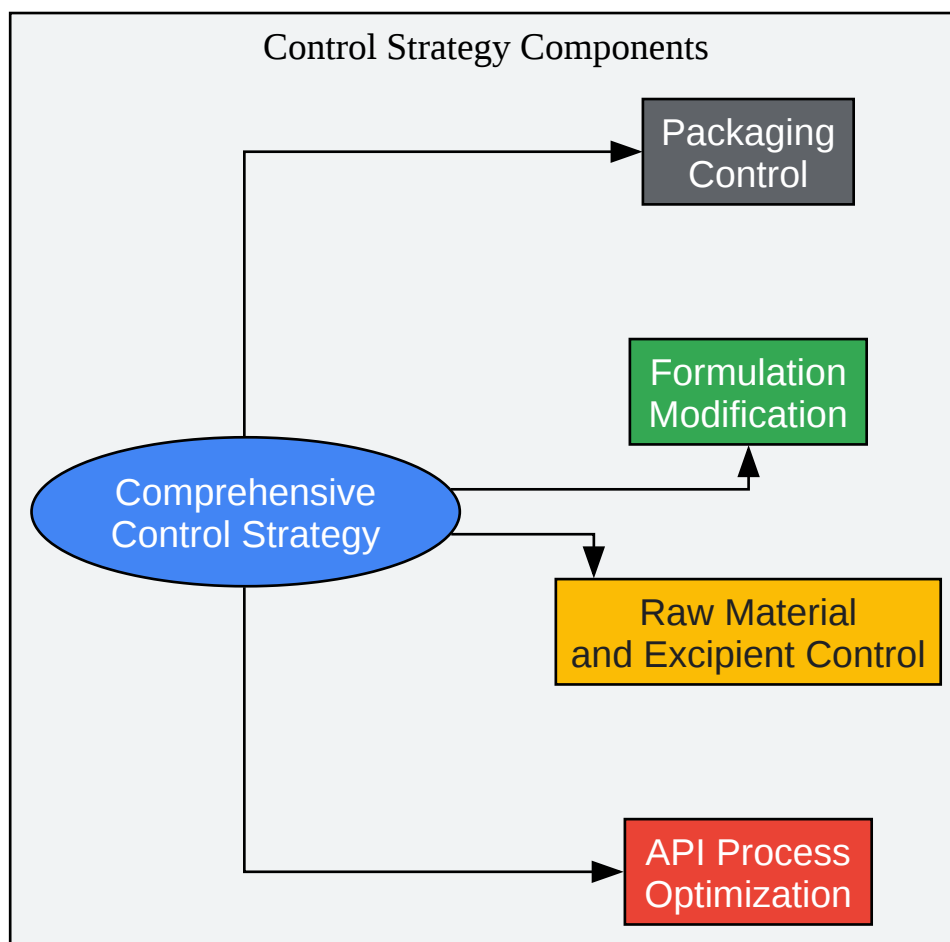 Control Strategy Components
Packaging
Control
Formulation
Modification
Comprehensive
Control Strategy
Raw Material
and Excipient Control
API Process
Optimization